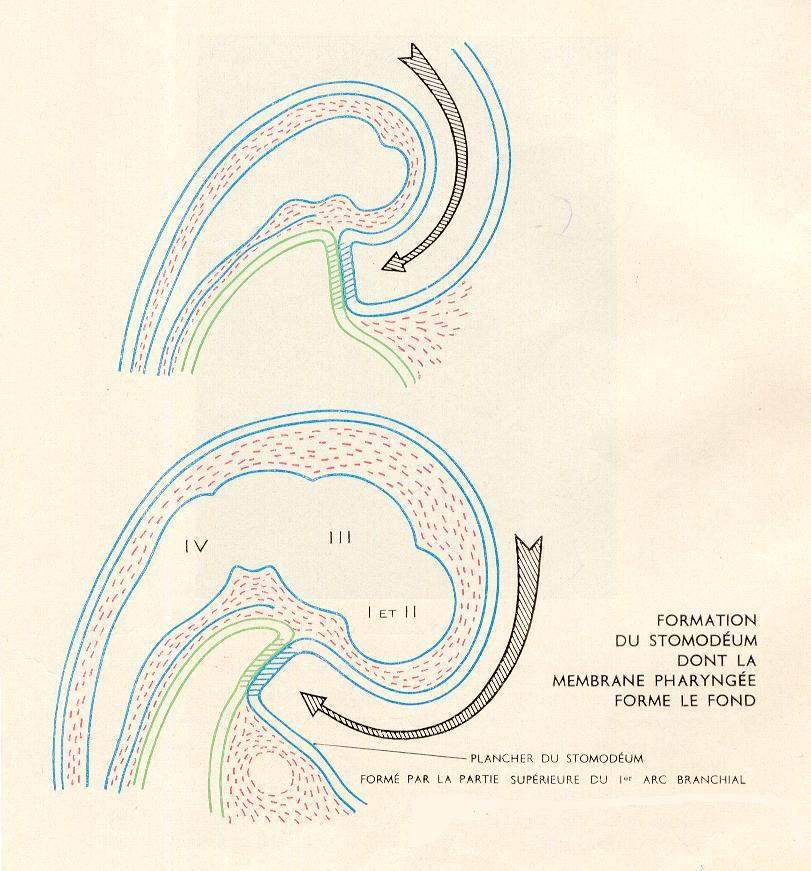 IV
III
I ET II
FORMATION
DU STOMODÉUM
DONT LA
MEMBRANE PHARYNGÉE
FORME LE FOND
PLANCHER DU STOMODÉUM
FORMÉ PAR LA PARTIE SUPÉRIEURE DU 1er ARC BRANCHIAL